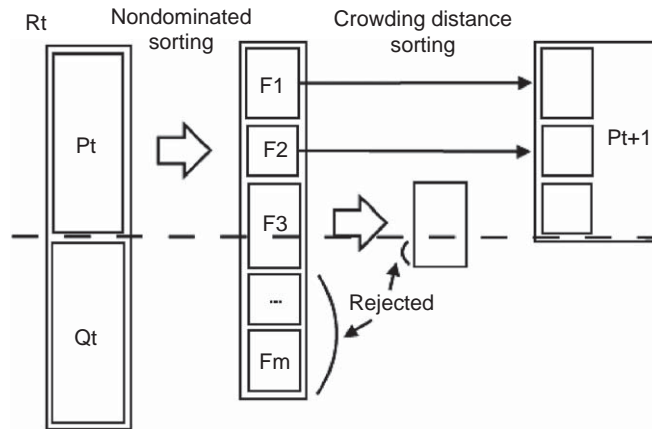 Rt
Nondominated
sorting
Crowding distance
sorting
Pt
Qt
F1
F2
F3
....
Fm
Rejected
Pt+1